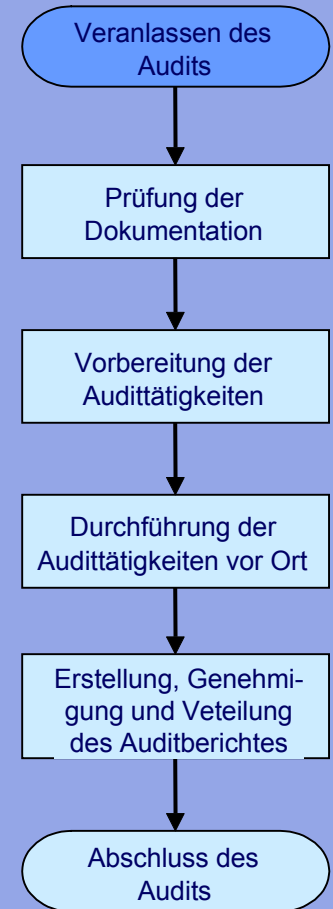 Veranlassen des
Audits
Prüfung der
Dokumentation
Vorbereitung der
Audittätigkeiten
Durchführung der
Audittätigkeiten vor Ort
Erstellung, Genehmi-
gung und Veteilung
des Auditberichtes
Abschluss des
Audits